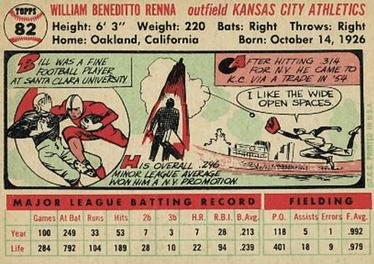 TOPPS
82
WILLIAM BENEDITTO RENNA outfield KANSAS CITY ATHLETICS
Height: 6' 3" Weight: 220 Bats: Right Throws: Right
Home: Oakland, California Born: October 14, 1926
BILL WAS A FINE
FOOTBALL PLAYER
AT SANTA CLARA UNIVERSITY
HIS OVERALL .296
MINOR LEAGUE AVERAGE
WON HIM A N.Y. PROMOTION
AFTER HITTING .314
FOR N.Y. HE CAME TO
K.C. VIA A TRADE IN '54
I LIKE THE WIDE
OPEN SPACES
T.C.G. PRINTED IN U.S.A.
MAJOR LEAGUE BATTING RECORD FIELDING
Games At Bat Runs Hits 2b 3b H.R. R.B.I. B.Avg. P.O. Assists Errors F.Avg.
Year 100 249 33 53 7 3 7 28 .213 118 5 1 .992
Life 284 792 104 189 28 10 22 94 .239 401 18 9 .979